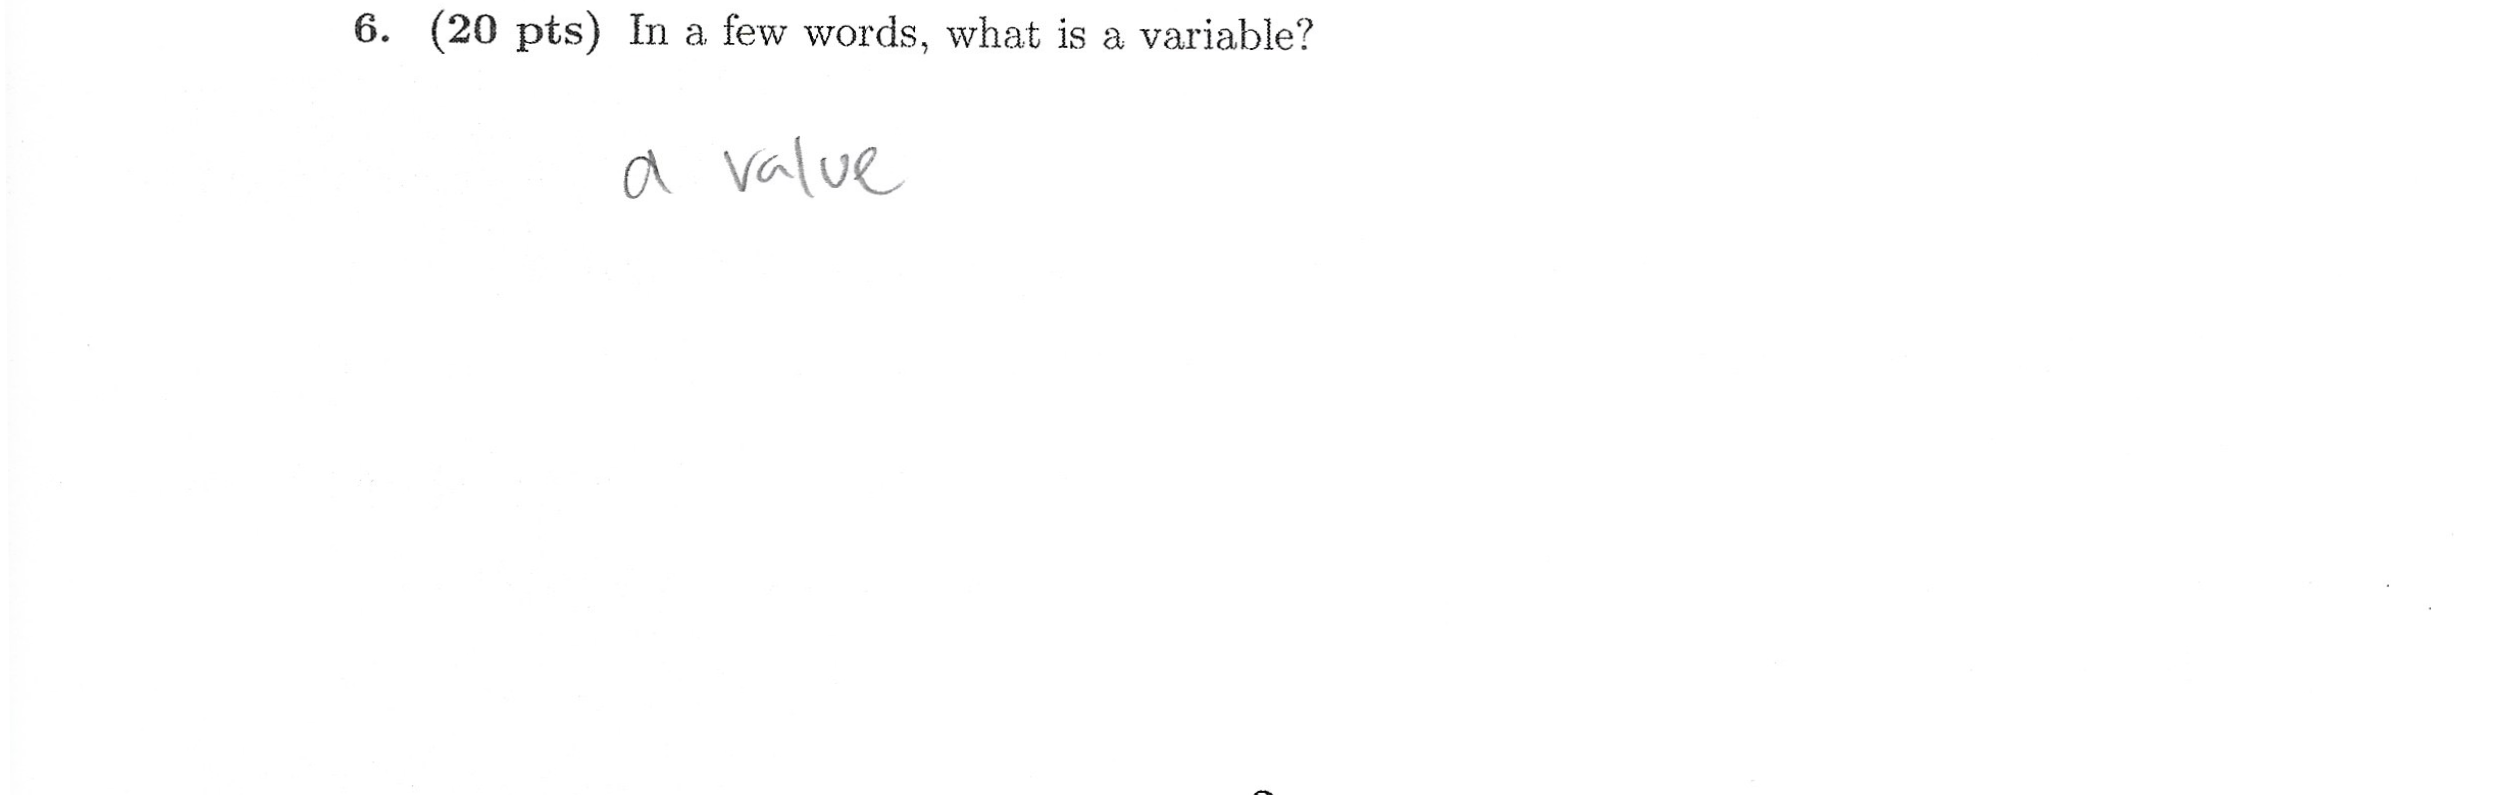 6. (20 pts) In a few words, what is a variable?
a value